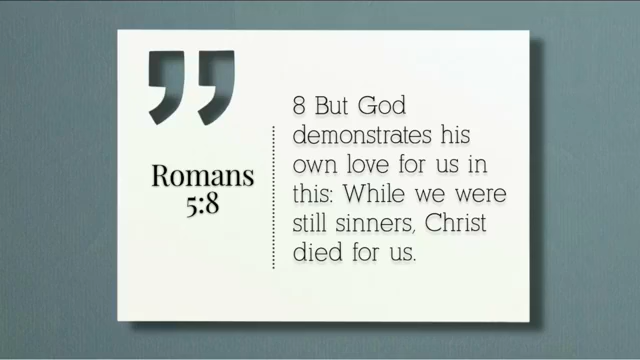 Romans
5:8
8 But God
demonstrates his
own love for us in
this: While we were
still sinners, Christ
died for us.